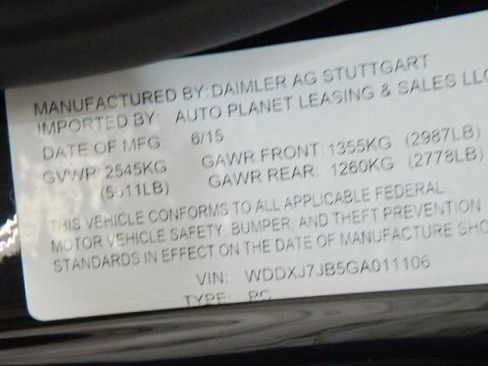 MANUFACTURED BY: DAIMLER AG STUTTGART
IMPORTED BY: AUTO PLANET LEASING & SALES LLC
DATE OF MFG: 6/15
GVWR: 2545KG GAWR FRONT: 1355KG (2987LB)
(5611LB) GAWR REAR: 1260KG (2778LB)
THIS VEHICLE CONFORMS TO ALL APPLICABLE FEDERAL
MOTOR VEHICLE SAFETY, BUMPER, AND THEFT PREVENTION
STANDARDS IN EFFECT ON THE DATE OF MANUFACTURE SHO
VIN: WDDXJ7JB5GA011106
TYPE: PC